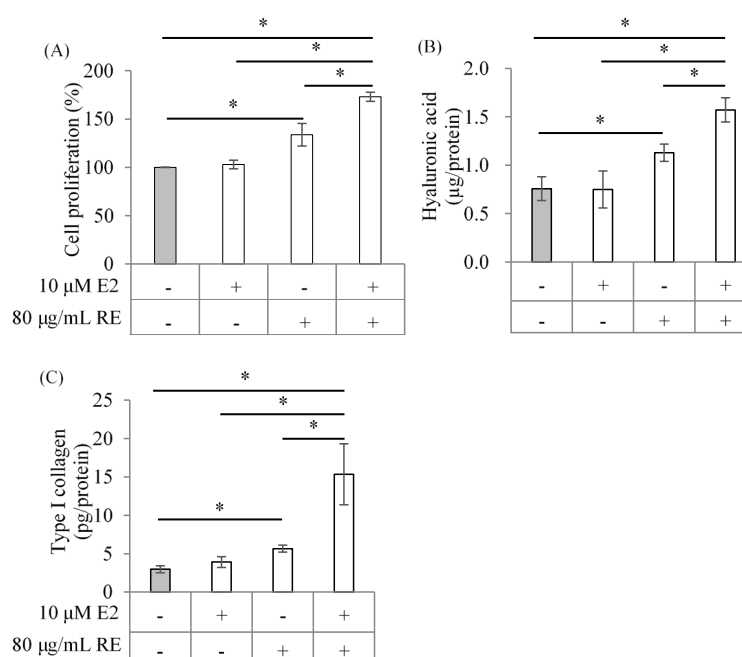 (A)
*
*
*
*
Cell proliferation (%)
200
150
100
50
0
10 μM E2 - + - +
80 μg/mL RE - - + +
(B)
*
*
*
*
Hyaluronic acid
(μg/protein)
2.0
1.5
1.0
0.5
0.0
- + - +
- - + +
(C)
*
*
*
*
Type I collagen
(pg/protein)
25
20
15
10
5
0
10 μM E2 - + - +
80 μg/mL RE - - + +